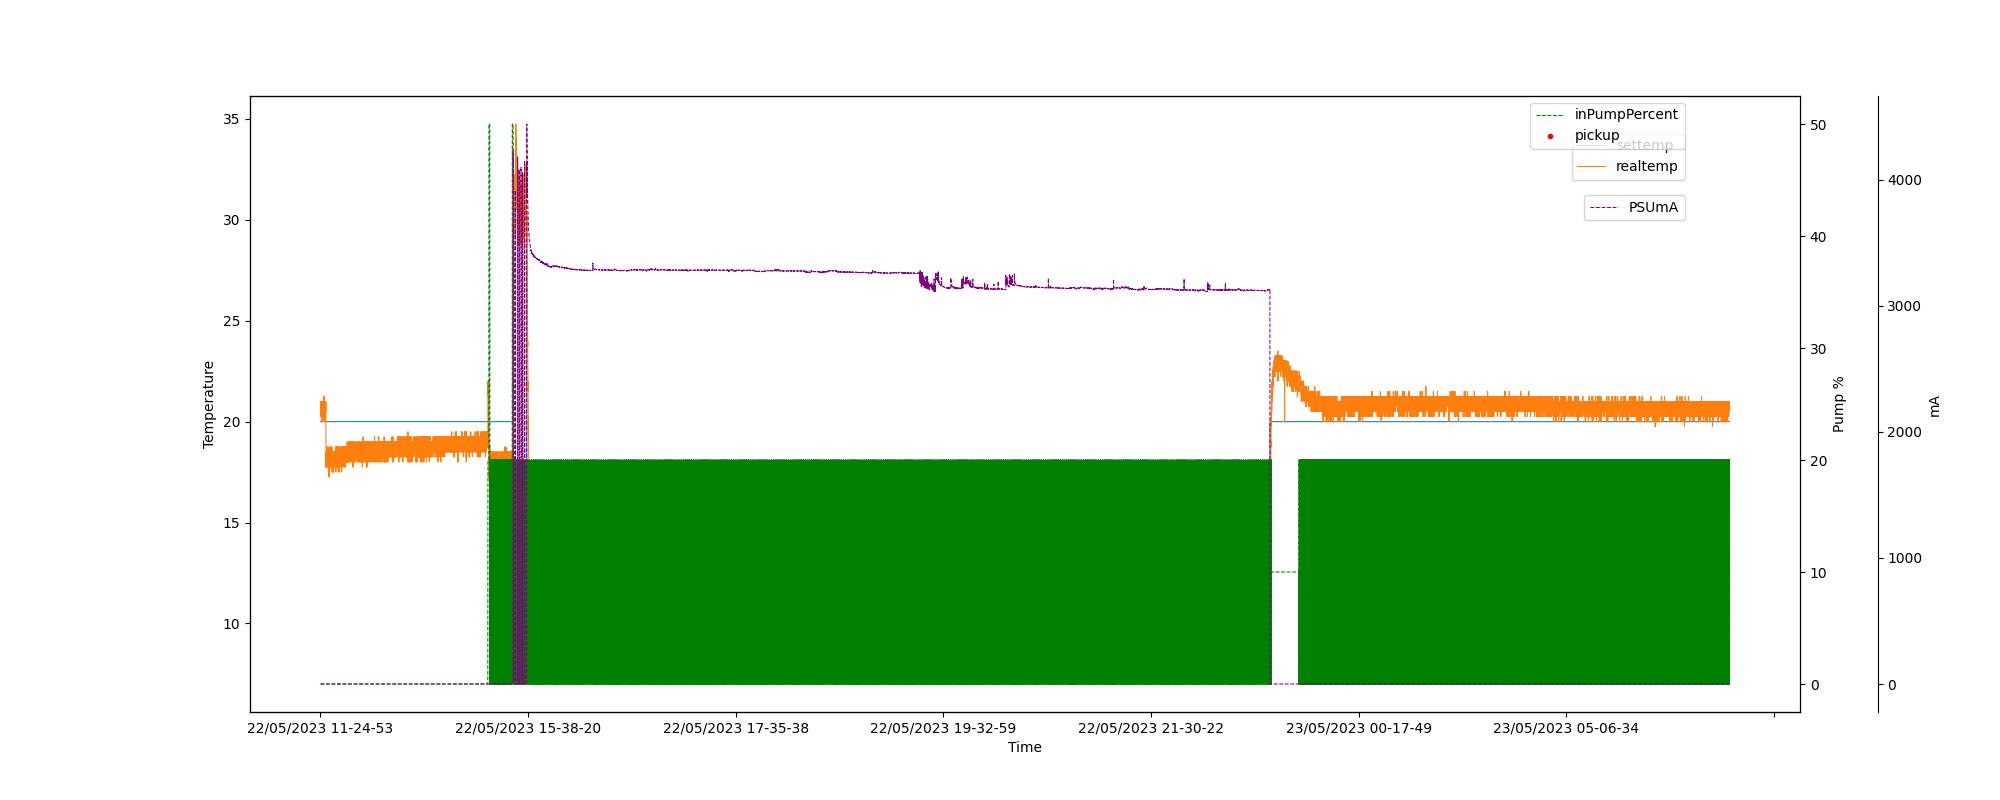 35
30
25
20
15
10
Temperature
22/05/2023 11-24-53
22/05/2023 15-38-20
22/05/2023 17-35-38
22/05/2023 19-32-59
22/05/2023 21-30-22
23/05/2023 00-17-49
23/05/2023 05-06-34
Time
inPumpPercent
pickup
settemp
realtemp
PSUmA
50
40
30
20
10
0
Pump %
4000
3000
2000
1000
0
mA